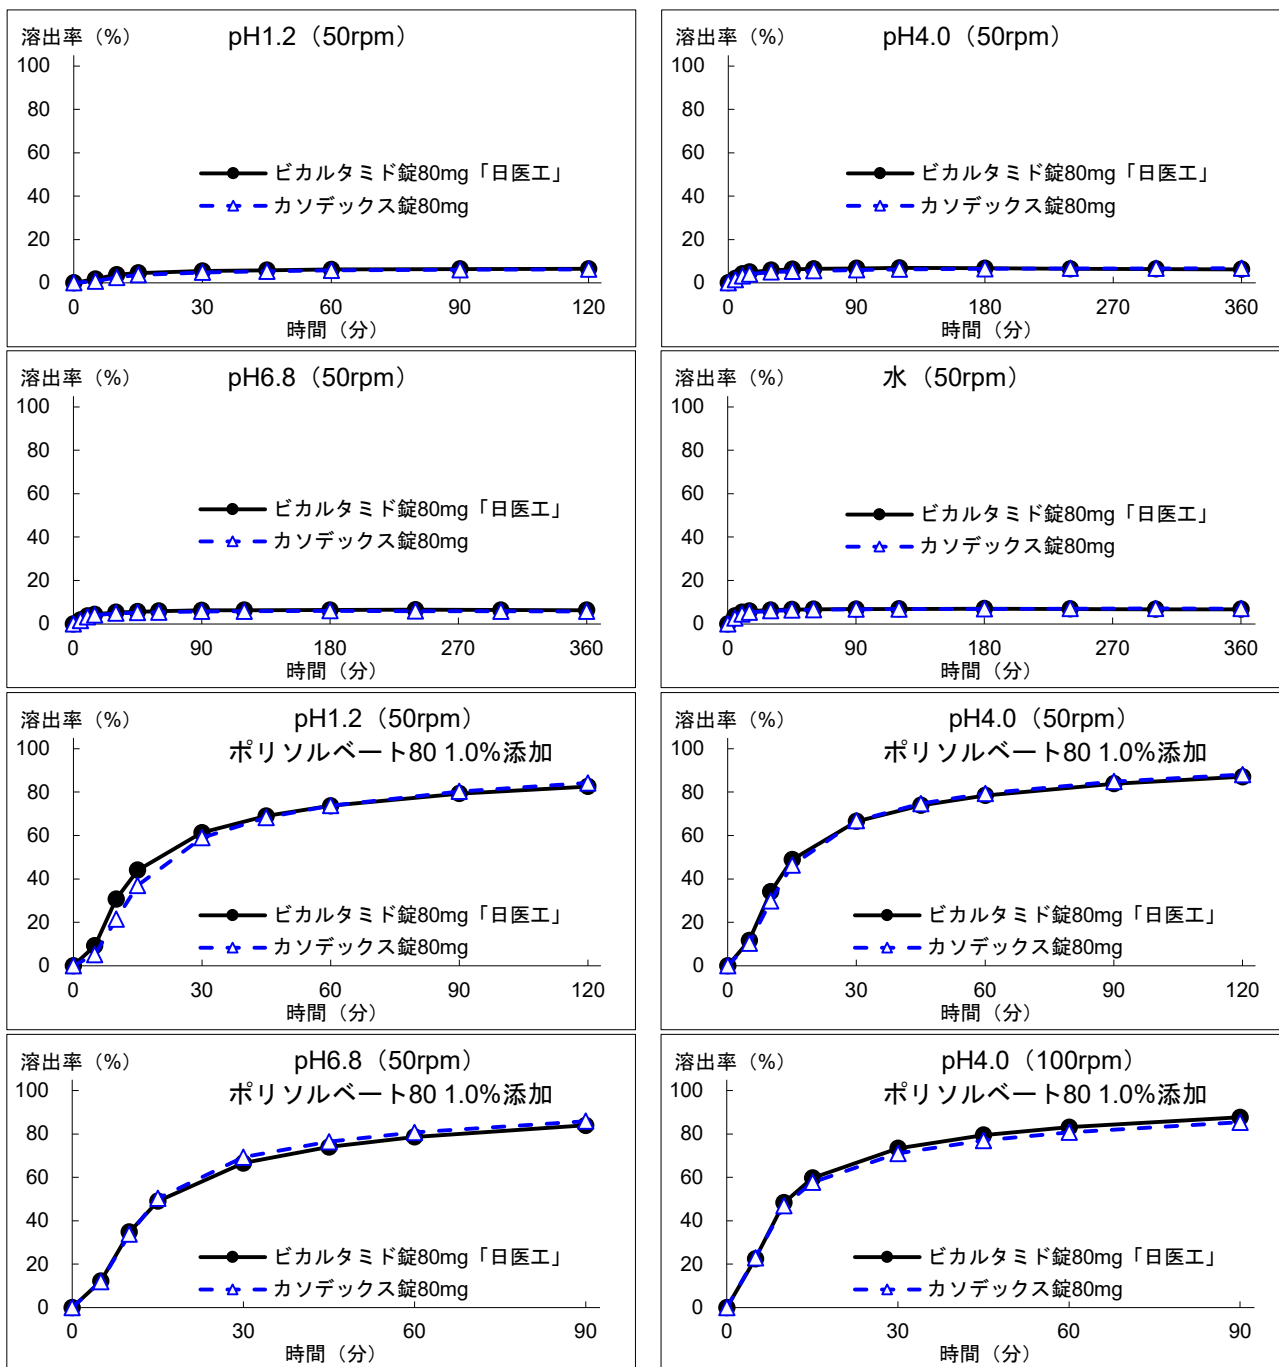 溶出率（%） pH1.2（50rpm）
100
80
60
40
20
0
ビカルタミド錠80mg「日医工」
カソデックス錠80mg
0 30 60 90 120
時間（分）
溶出率（%） pH4.0（50rpm）
100
80
60
40
20
0
ビカルタミド錠80mg「日医工」
カソデックス錠80mg
0 90 180 270 360
時間（分）
溶出率（%） pH6.8（50rpm）
100
80
60
40
20
0
ビカルタミド錠80mg「日医工」
カソデックス錠80mg
0 90 180 270 360
時間（分）
溶出率（%） 水（50rpm）
100
80
60
40
20
0
ビカルタミド錠80mg「日医工」
カソデックス錠80mg
0 90 180 270 360
時間（分）
溶出率（%） pH1.2（50rpm）
ポリソルベート80 1.0%添加
100
80
60
40
20
0
ビカルタミド錠80mg「日医工」
カソデックス錠80mg
0 30 60 90 120
時間（分）
溶出率（%） pH4.0（50rpm）
ポリソルベート80 1.0%添加
100
80
60
40
20
0
ビカルタミド錠80mg「日医工」
カソデックス錠80mg
0 30 60 90 120
時間（分）
溶出率（%） pH6.8（50rpm）
ポリソルベート80 1.0%添加
100
80
60
40
20
0
ビカルタミド錠80mg「日医工」
カソデックス錠80mg
0 30 60 90
時間（分）
溶出率（%） pH4.0（100rpm）
ポリソルベート80 1.0%添加
100
80
60
40
20
0
ビカルタミド錠80mg「日医工」
カソデックス錠80mg
0 30 60 90
時間（分）